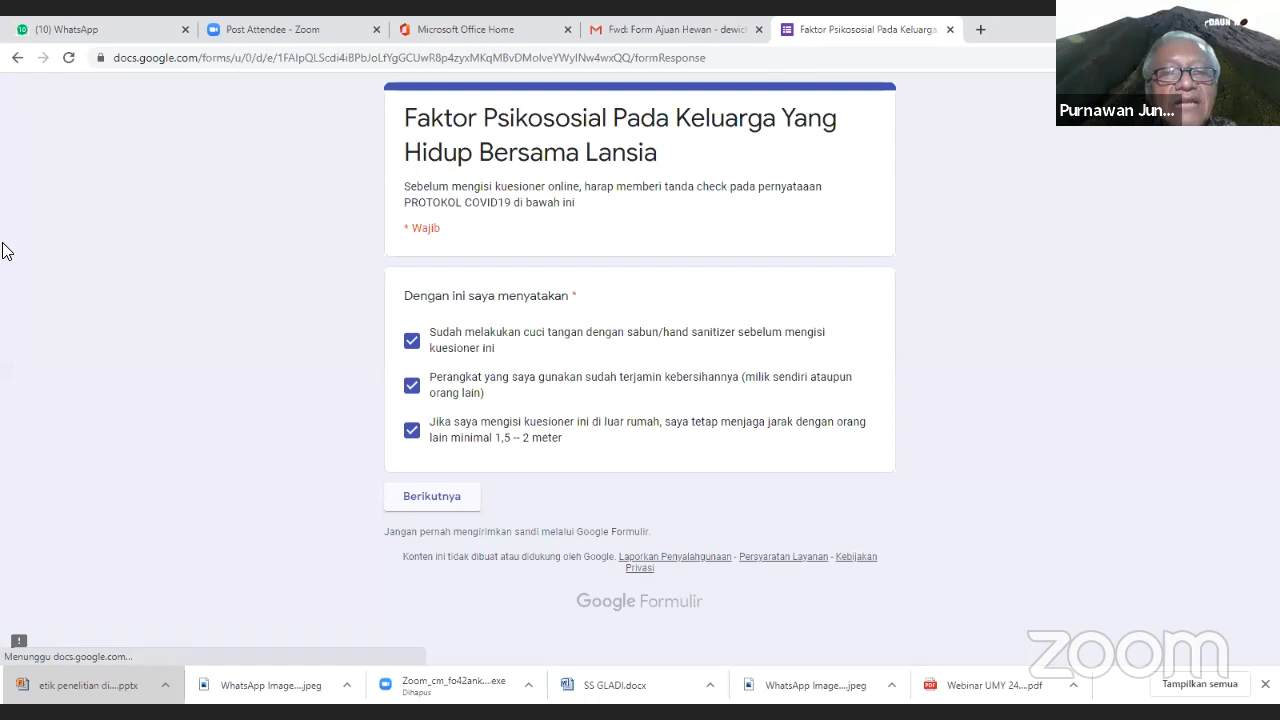 (10) WhatsApp
Post Attendee - Zoom
Microsoft Office Home
Fwd: Form Ajuan Hewan - dewich
Faktor Psikososial Pada Keluarga
docs.google.com/forms/u/0/d/e/1FAIpQLScdi4iBPbJoLfYgGCUwR8p4zyxMKqMBvDMolveYWyINw4wxQQ/formResponse
DAUN
Purnawan Jun...
Faktor Psikososial Pada Keluarga Yang
Hidup Bersama Lansia
Sebelum mengisi kuesioner online, harap memberi tanda check pada pernyataaan
PROTOKOL COVID19 di bawah ini
* Wajib
Dengan ini saya menyatakan *
Sudah melakukan cuci tangan dengan sabun/hand sanitizer sebelum mengisi
kuesioner ini
Perangkat yang saya gunakan sudah terjamin kebersihannya (milik sendiri ataupun
orang lain)
Jika saya mengisi kuesioner ini di luar rumah, saya tetap menjaga jarak dengan orang
lain minimal 1,5 – 2 meter
Berikutnya
Jangan pernah mengirimkan sandi melalui Google Formulir.
Konten ini tidak dibuat atau didukung oleh Google. Laporkan Penyalahgunaan - Persyaratan Layanan - Kebijakan
Privasi
Google Formulir
Menunggu docs.google.com...
zoom
etik penelitian di....pptx
WhatsApp Image....jpeg
Zoom_cm_fo42ank....exe
Dihapus
SS GLADI.docx
WhatsApp Image....jpeg
Webinar UMY 24....pdf
Tampilkan semua